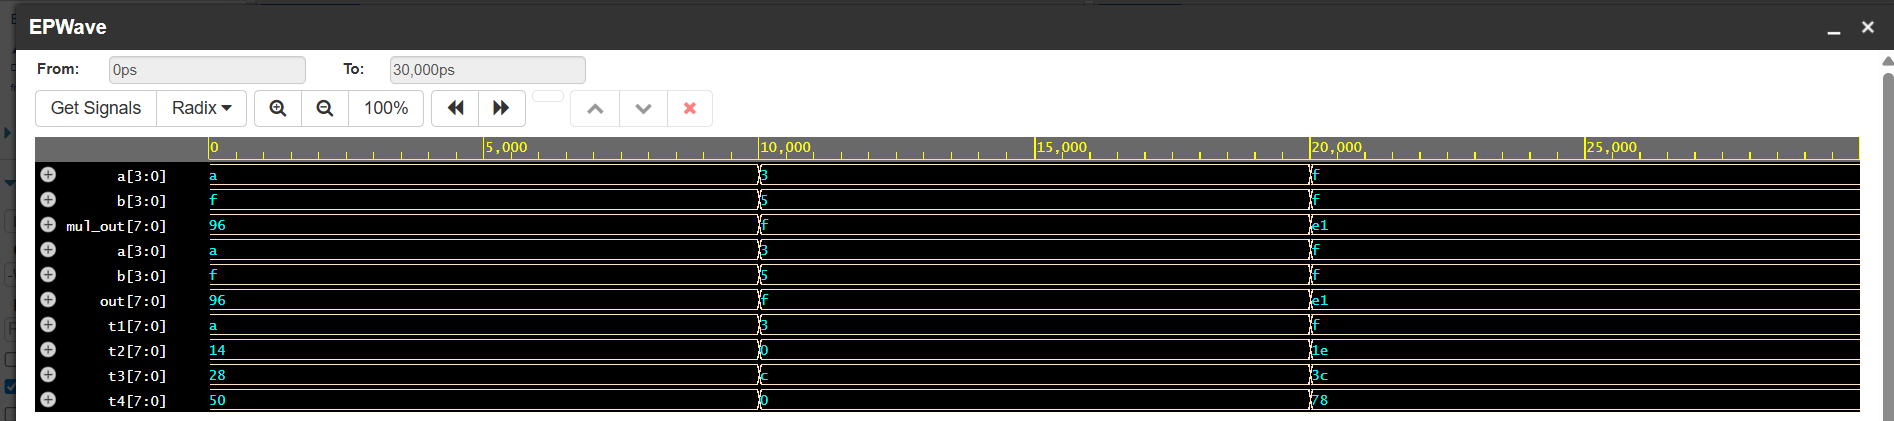 EPWave
From: 0ps To: 30,000ps
Get Signals Radix 100%
0 5,000 10,000 15,000 20,000 25,000
a[3:0] a 3 f
b[3:0] f 5 f
mul_out[7:0] 96 f e1
a[3:0] a 3 f
b[3:0] f 5 f
out[7:0] 96 f e1
t1[7:0] a 3 f
t2[7:0] 14 0 1e
t3[7:0] 28 c 3c
t4[7:0] 50 0 78